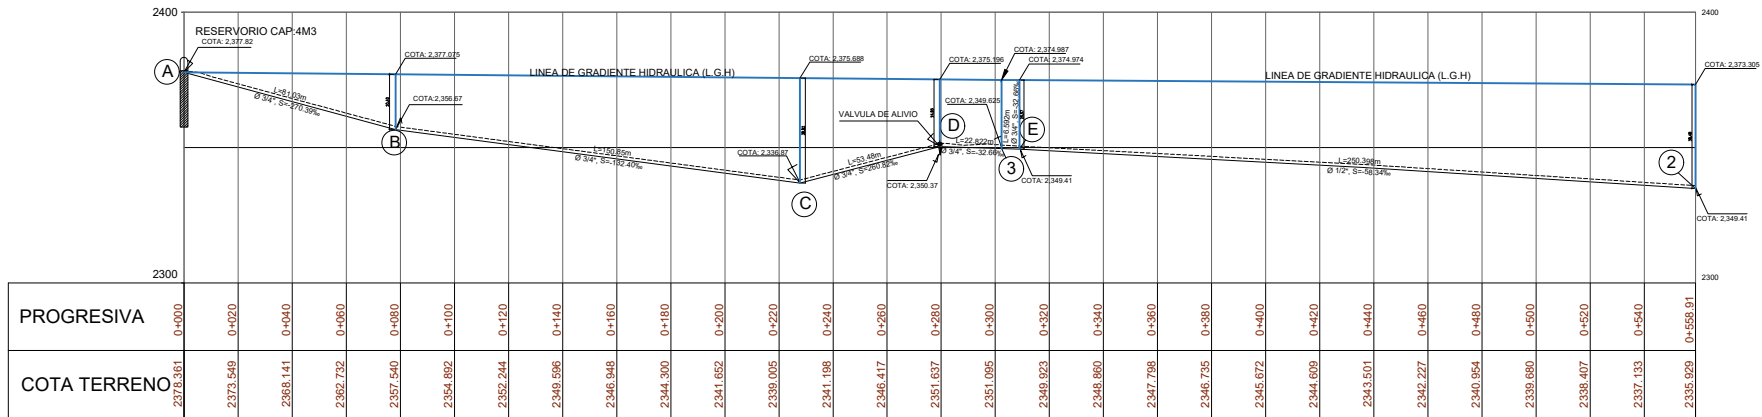 2400
2400
RESERVORIO CAP:4M3
COTA: 2,377.82
A
COTA: 2,377.075
LINEA DE GRADIENTE HIDRAULICA (L.G.H)
COTA: 2,375.688
COTA: 2,375.196
COTA: 2,374.987
COTA: 2,374.974
LINEA DE GRADIENTE HIDRAULICA (L.G.H)
COTA: 2,373.305
L=81.03m
Ø 3/4", S=-270.39‰
COTA: 2,356.67
B
L=150.85m
Ø 3/4", S=-132.40‰
COTA: 2,336.87
C
L=53.48m
Ø 3/4", S=260.82‰
VALVULA DE ALIVIO
D
COTA: 2,350.37
COTA: 2,349.625
L=22.822m
Ø 3/4", S=-32.66‰
L=6.592m
Ø 3/4", S=-32.66‰
3
E
COTA: 2,349.41
L=250.398m
Ø 1/2", S=-58.34‰
2
COTA: 2,349.41
2300
2300
PROGRESIVA
0+000
0+020
0+040
0+060
0+080
0+100
0+120
0+140
0+160
0+180
0+200
0+220
0+240
0+260
0+280
0+300
0+320
0+340
0+360
0+380
0+400
0+420
0+440
0+460
0+480
0+500
0+520
0+540
0+558.91
COTA TERRENO
2378.361
2373.549
2368.141
2362.732
2357.540
2354.892
2352.244
2349.596
2346.948
2344.300
2341.652
2339.005
2341.198
2346.417
2351.637
2351.095
2349.923
2348.860
2347.798
2346.735
2345.672
2344.609
2343.501
2342.227
2340.954
2339.680
2338.407
2337.133
2335.929